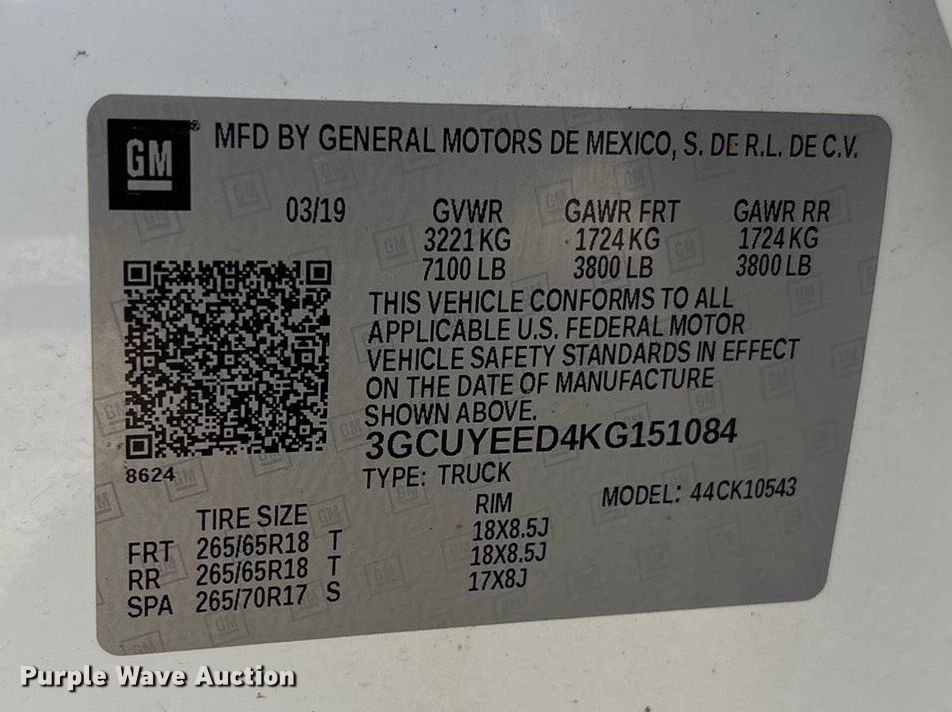 GM
MFD BY GENERAL MOTORS DE MEXICO, S. DE R.L. DE C.V.
03/19 GVWR GAWR FRT GAWR RR
3221 KG 1724 KG 1724 KG
7100 LB 3800 LB 3800 LB
THIS VEHICLE CONFORMS TO ALL
APPLICABLE U.S. FEDERAL MOTOR
VEHICLE SAFETY STANDARDS IN EFFECT
ON THE DATE OF MANUFACTURE
SHOWN ABOVE.
3GCUYEED4KG151084
8624
TYPE: TRUCK
MODEL: 44CK10543
TIRE SIZE RIM
FRT 265/65R18 T 18X8.5J
RR 265/65R18 T 18X8.5J
SPA 265/70R17 S 17X8J
Purple Wave Auction